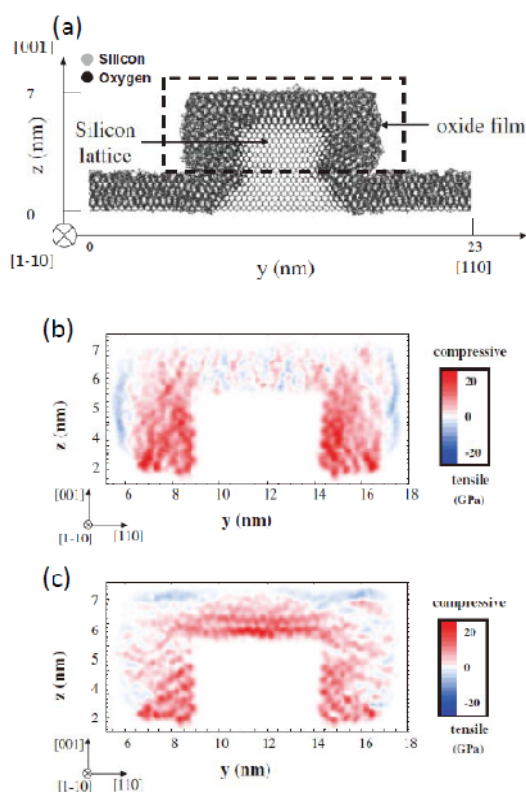 (a)
[001]
Silicon
Oxygen
7
z (nm)
Silicon
lattice
oxide film
0
[1-10]
0
23
y (nm)
[110]
(b)
7
6
5
4
3
2
z (nm)
6 8 10 12 14 16 18
y (nm)
[001]
[1-10]
[110]
compressive
20
0
-20
tensile
(GPa)
(c)
7
6
5
4
2
z (nm)
6 8 10 12 14 16 18
y (nm)
[001]
[1-10]
[110]
compressive
20
0
-20
tensile
(GPa)